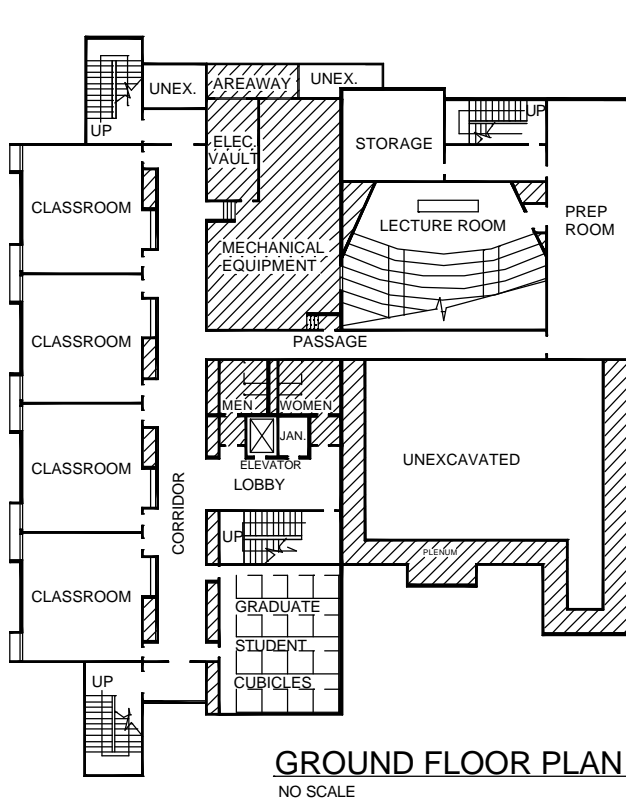 UNEX.
AREAWAY
UNEX.
UP
UP
ELEC.
VAULT
STORAGE
CLASSROOM
LECTURE ROOM
PREP
ROOM
MECHANICAL
EQUIPMENT
CLASSROOM
PASSAGE
MEN
WOMEN
JAN.
CLASSROOM
ELEVATOR
UNEXCAVATED
LOBBY
CORRIDOR
UP
PLENUM
CLASSROOM
GRADUATE
STUDENT
CUBICLES
UP
GROUND FLOOR PLAN
NO SCALE